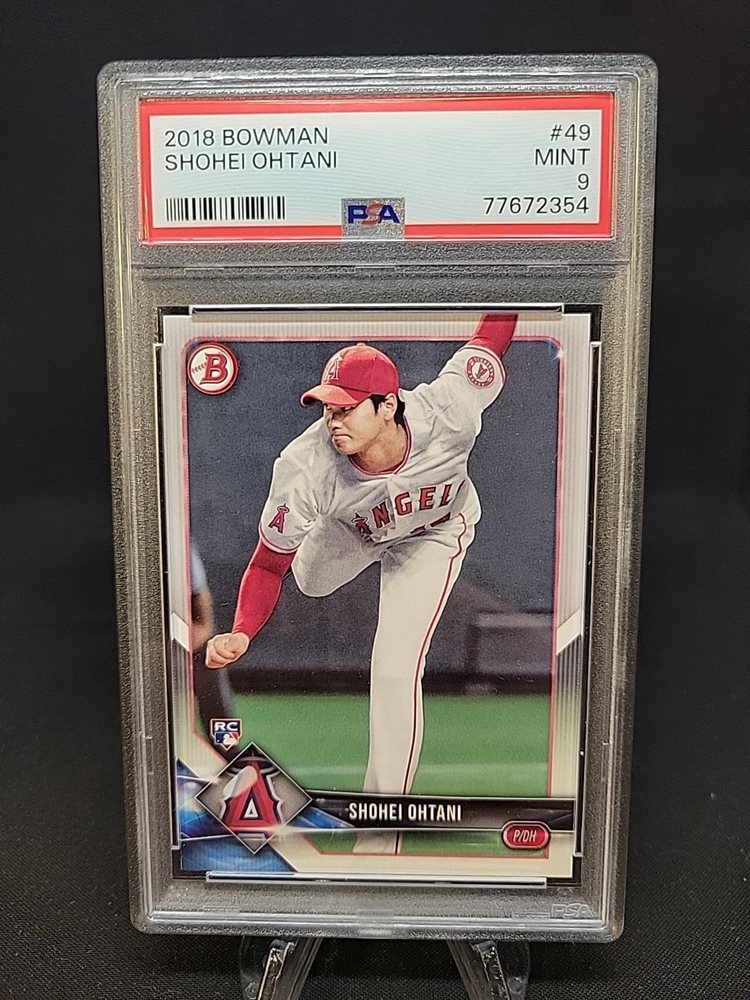 2018 BOWMAN #49
SHOHEI OHTANI MINT
9
PSA 77672354
B
A
ANGEL
A
RC
A
SHOHEI OHTANI
P/DH
PSA